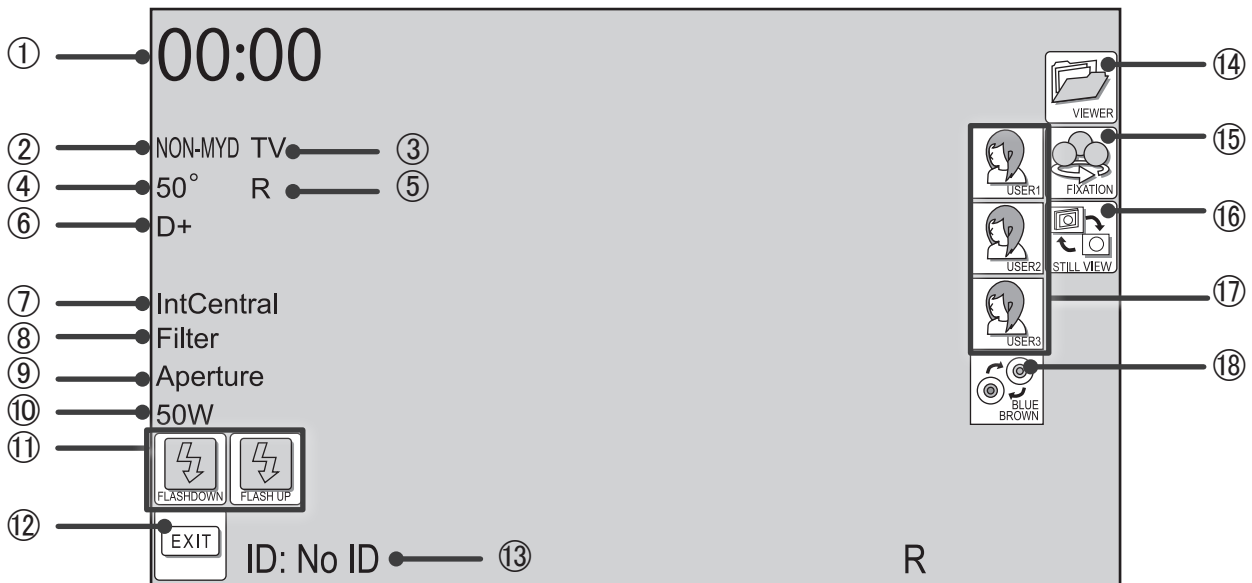 ① 00:00
⑭ VIEWER
② NON-MYD TV ③
⑮ FIXATION
④ 50° R ⑤
USER1
⑥ D+
⑯ STILL VIEW
USER2
⑦ IntCentral
⑰
⑧ Filter
USER3
⑨ Aperture
⑱ BLUE
BROWN
⑩ 50W
⑪ FLASHDOWN FLASH UP
⑫ EXIT
ID: No ID ⑬ R